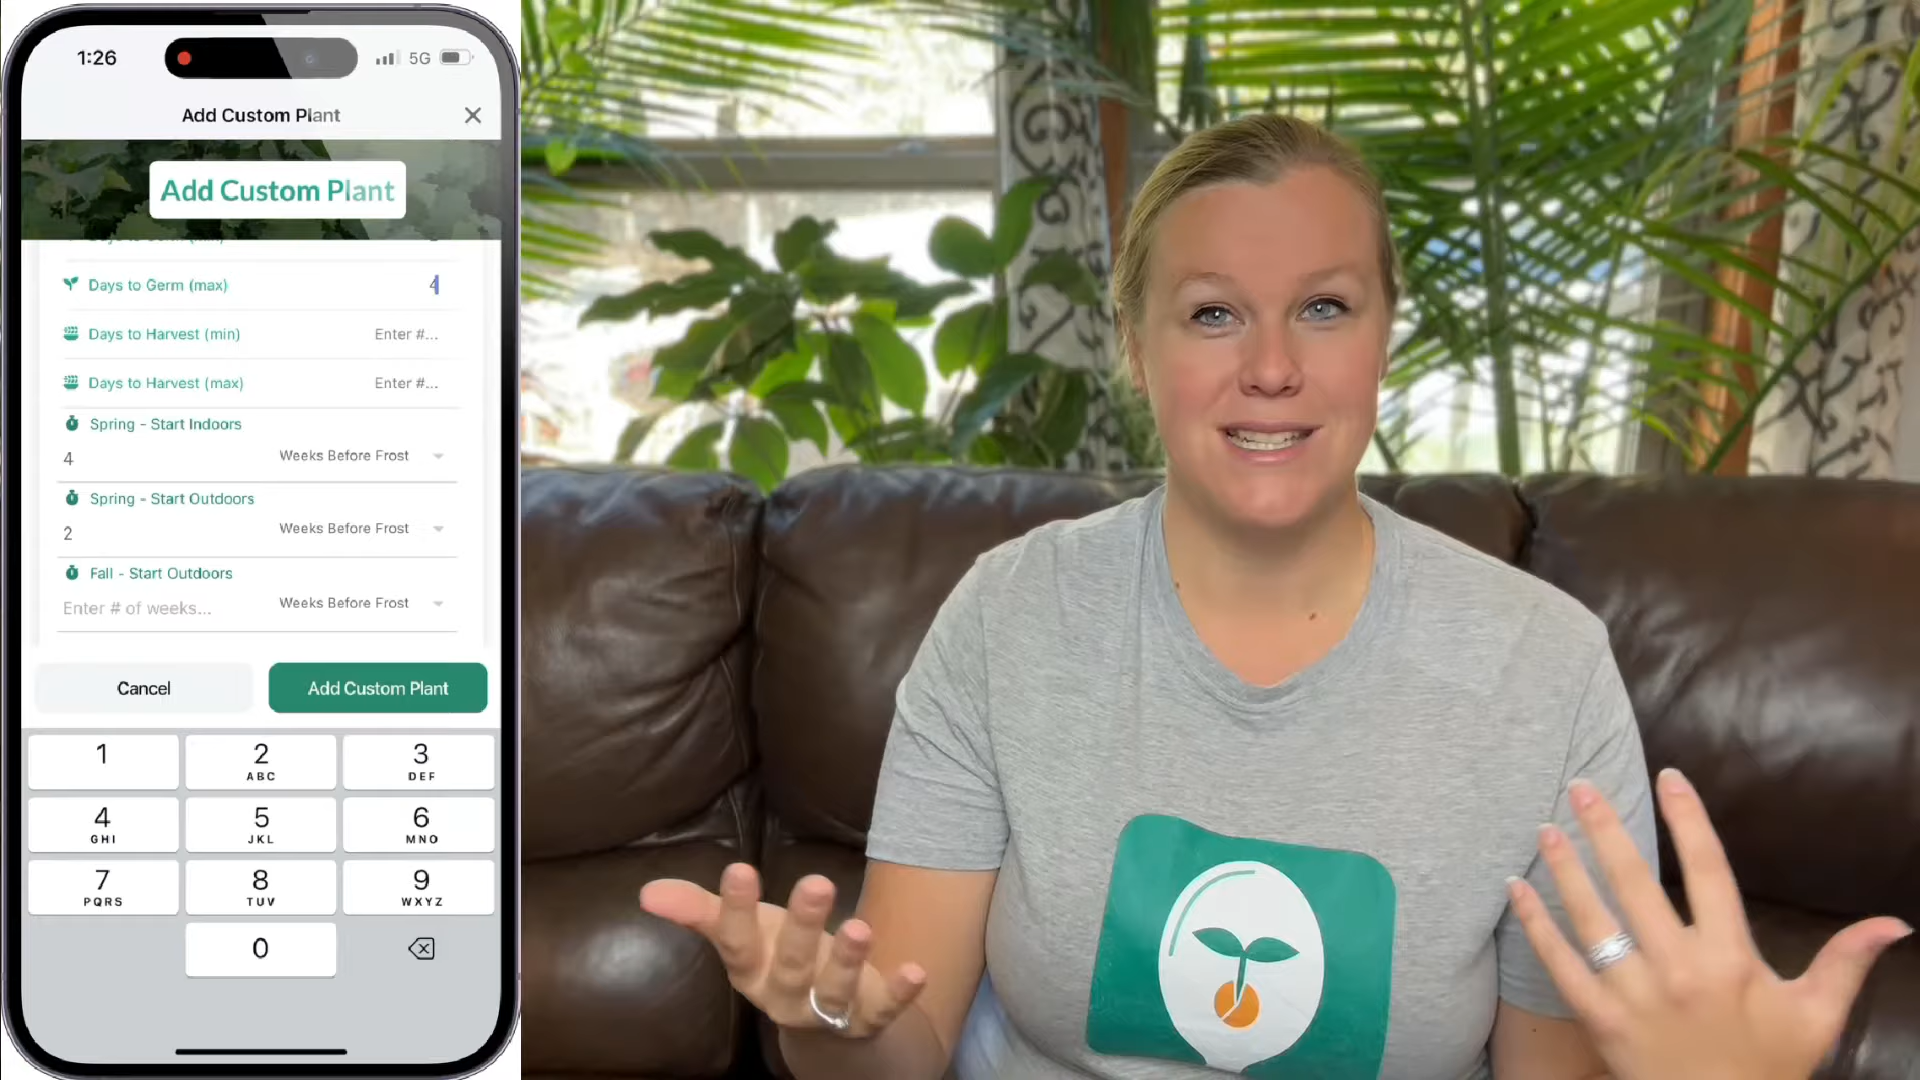 1:26
5G
Add Custom Plant
Add Custom Plant
Days to Germ (max)
4
Days to Harvest (min)
Enter #...
Days to Harvest (max)
Enter #...
Spring - Start Indoors
4
Weeks Before Frost
Spring - Start Outdoors
2
Weeks Before Frost
Fall - Start Outdoors
Enter # of weeks...
Weeks Before Frost
Cancel
Add Custom Plant
1
2
3
ABC
DEF
4
5
6
GHI
JKL
MNO
7
8
9
PQRS
TUV
WXYZ
0